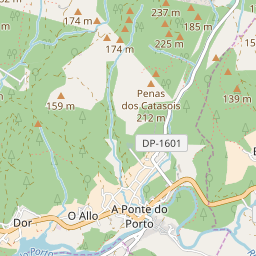 237 m
185 m
174 m
174 m
225 m
Penas
dos Catasois
212 m
159 m
139 m
DP-1601
O Allo
Dor
A Ponte do
Porto